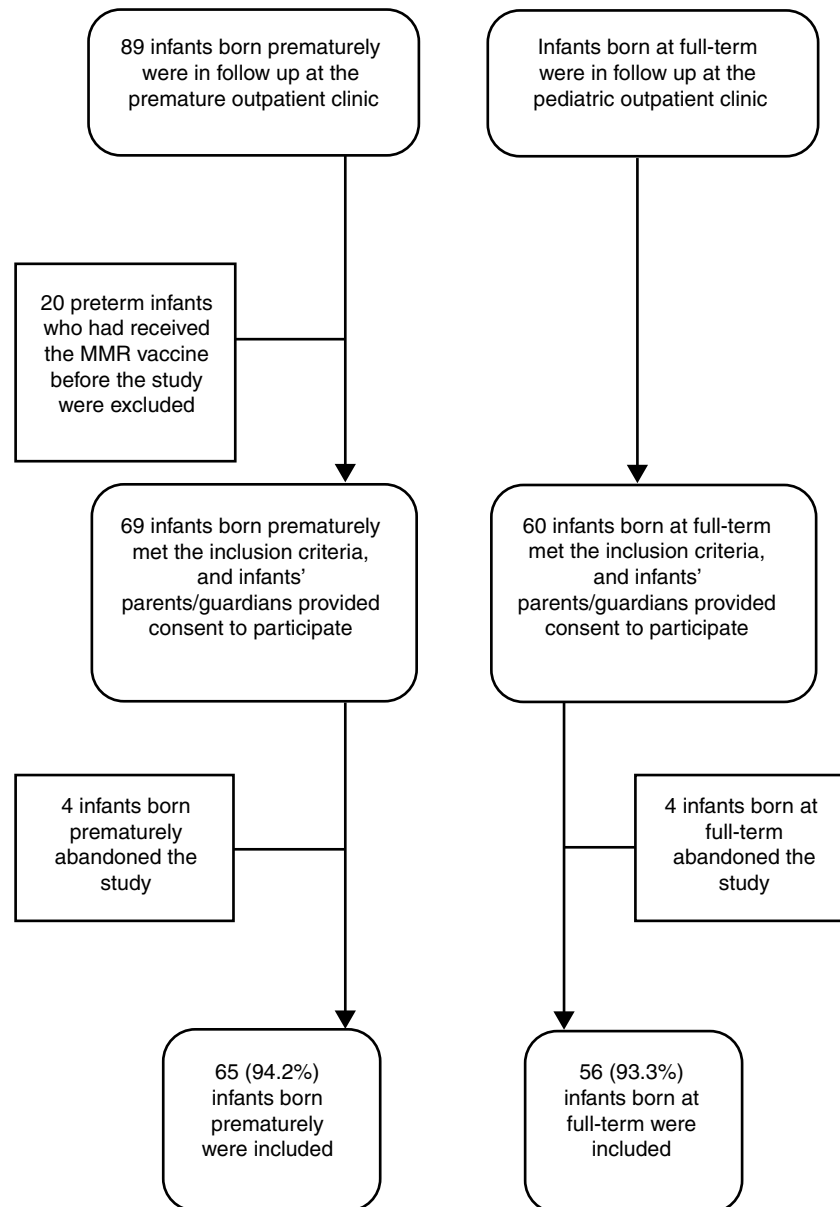 89 infants born prematurely
were in follow up at the
premature outpatient clinic
Infants born at full-term
were in follow up at the
pediatric outpatient clinic
20 preterm infants
who had received
the MMR vaccine
before the study
were excluded
69 infants born prematurely
met the inclusion criteria,
and infants’
parents/guardians provided
consent to participate
60 infants born at full-term
met the inclusion criteria,
and infants’
parents/guardians provided
consent to participate
4 infants born
prematurely
abandoned the
study
4 infants born at
full-term
abandoned the
study
65 (94.2%)
infants born
prematurely
were included
56 (93.3%)
infants born at
full-term were
included